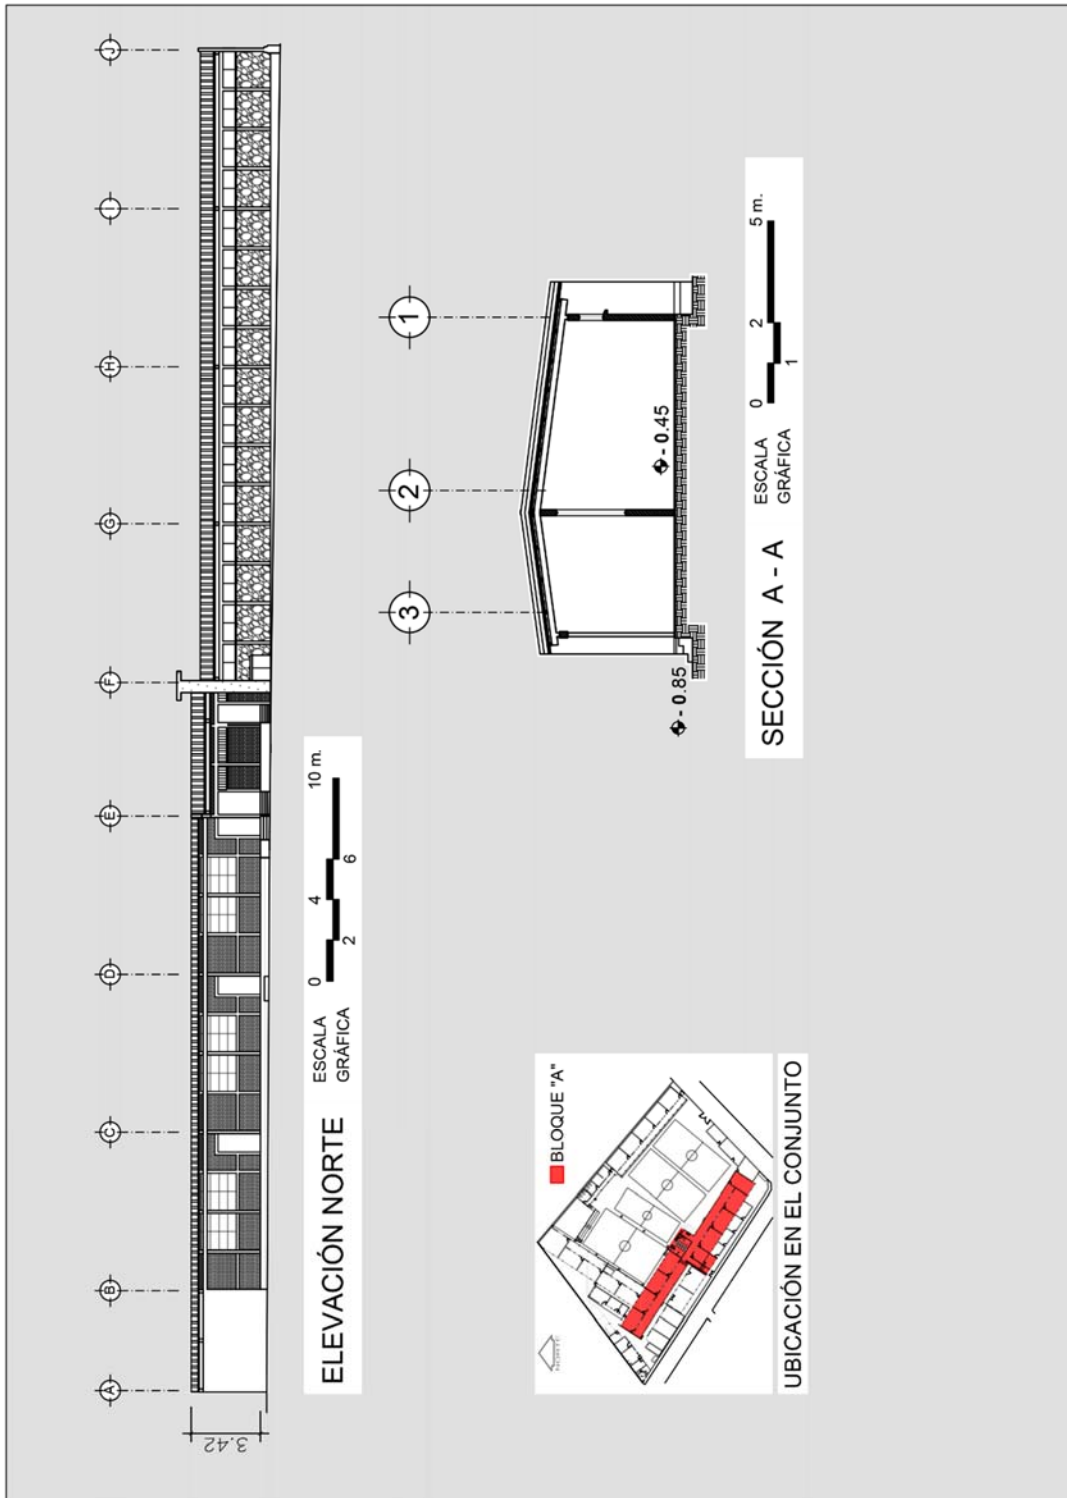 A B C D E F G H I J
3.42
ELEVACIÓN NORTE
ESCALA
GRÁFICA
0 4 10 m.
2 6
3 2 1
- 0.85
- 0.45
SECCIÓN A - A
ESCALA
GRÁFICA
0 2 5 m.
1
NORTE
BLOQUE "A"
UBICACIÓN EN EL CONJUNTO